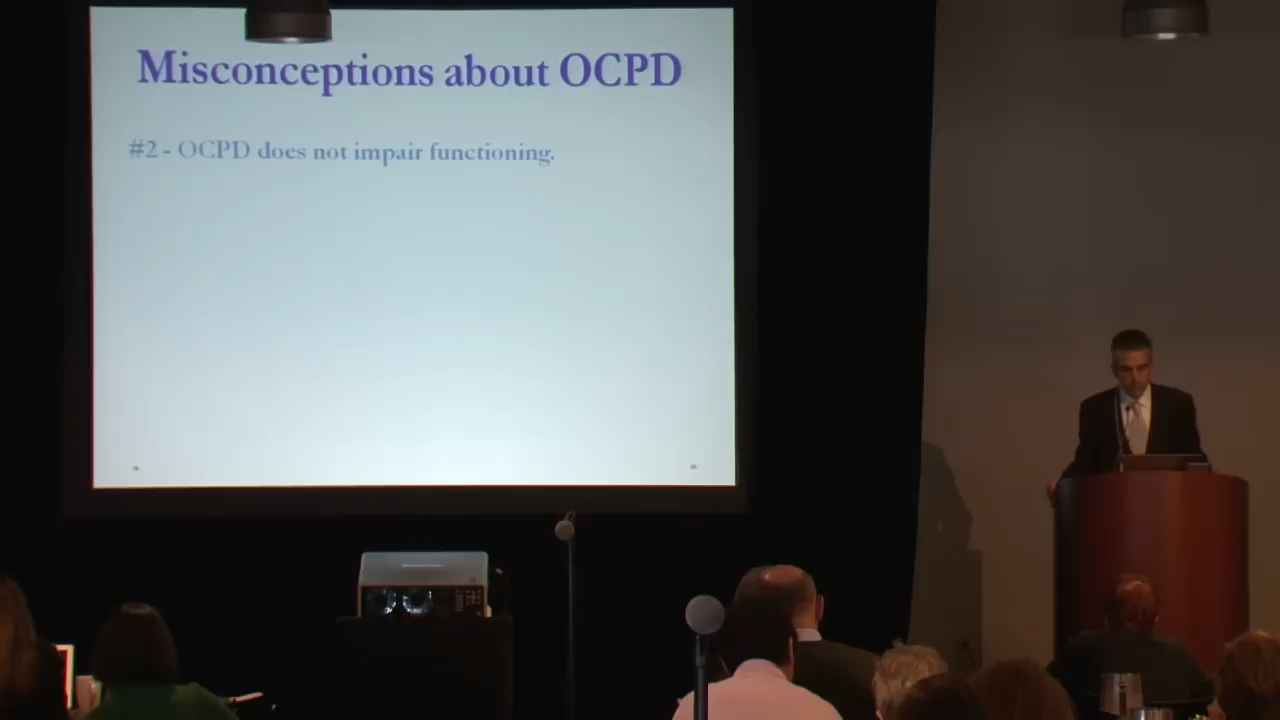 Misconceptions about OCPD
#2 - OCPD does not impair functioning.